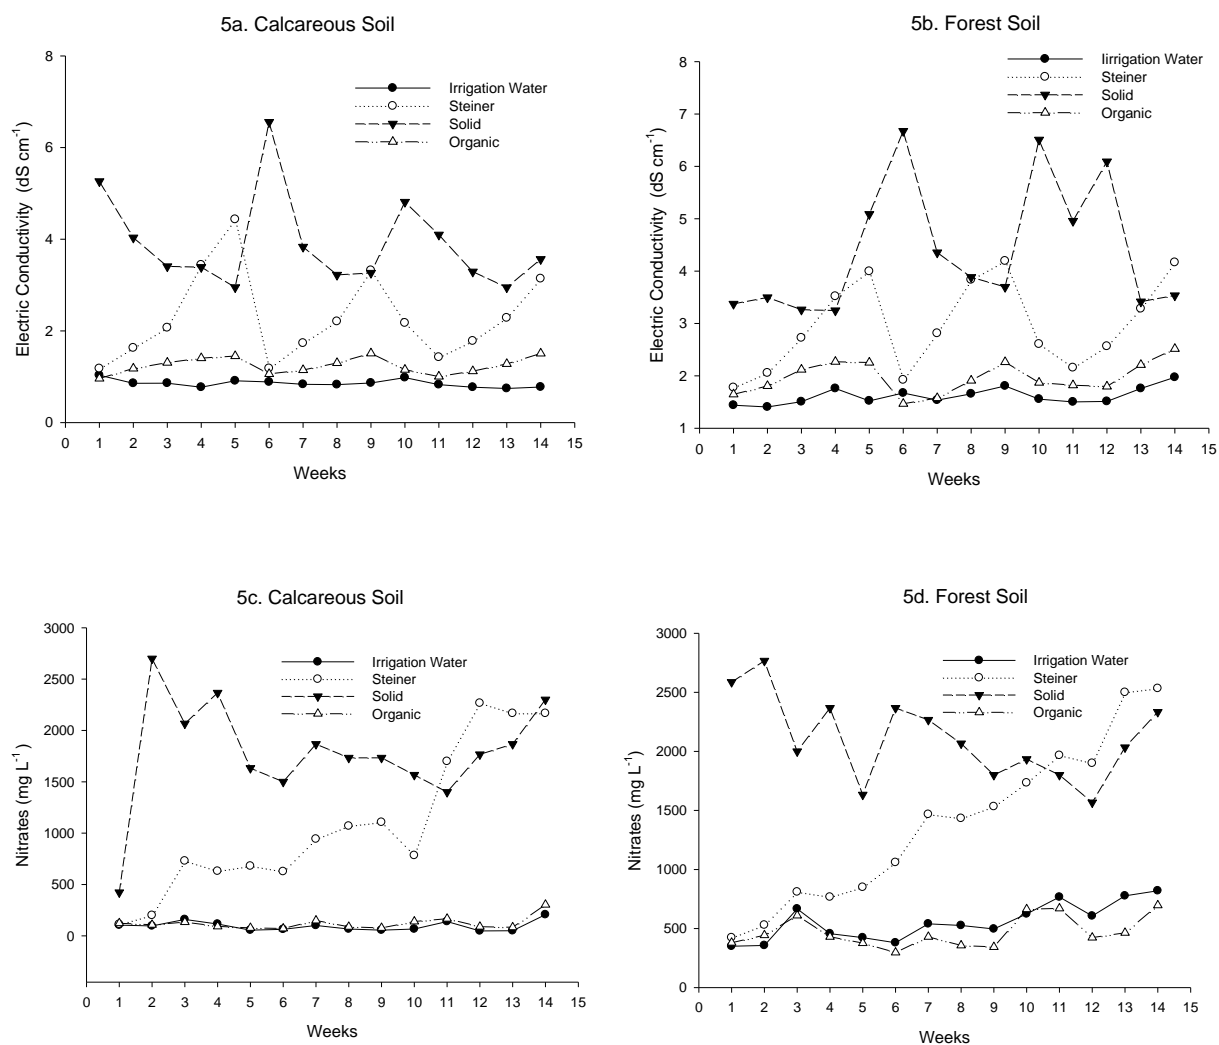 5a. Calcareous Soil
Electric Conductivity (dS cm-1)
8
6
4
2
0
Irrigation Water
Steiner
Solid
Organic
0 1 2 3 4 5 6 7 8 9 10 11 12 13 14 15
Weeks
5b. Forest Soil
Electric Conductivity (dS cm-1)
8
7
6
5
4
3
2
1
Iirrigation Water
Steiner
Solid
Organic
0 1 2 3 4 5 6 7 8 9 10 11 12 13 14 15
Weeks
5c. Calcareous Soil
Nitrates (mg L-1 )
3000
2500
2000
1500
1000
500
0
Irrigation Water
Steiner
Solid
Organic
0 1 2 3 4 5 6 7 8 9 10 11 12 13 14 15
Weeks
5d. Forest Soil
Nitrates (mg L-1)
3000
2500
2000
1500
1000
500
0
Irrigation Water
Steiner
Solid
Organic
0 1 2 3 4 5 6 7 8 9 10 11 12 13 14 15
Weeks